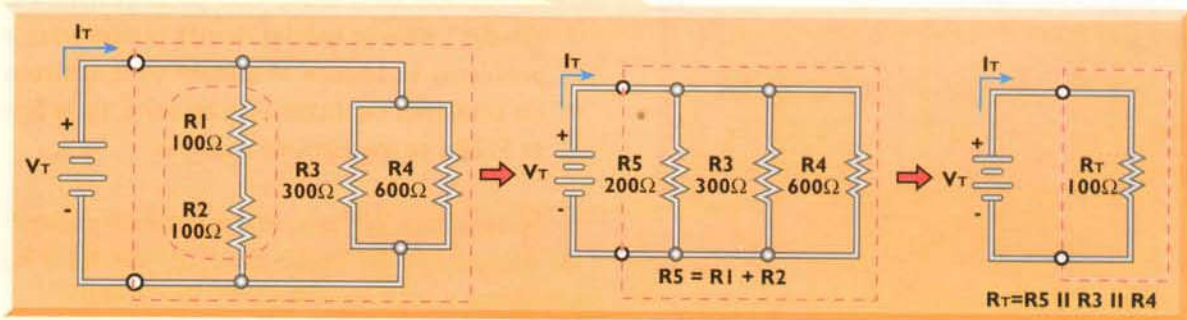 IT
+
VT
-
R1
100Ω
R2
100Ω
R3
300Ω
R4
600Ω
IT
+
VT
-
R5
200Ω
R3
300Ω
R4
600Ω
R5 = R1 + R2
IT
+
VT
-
RT
100Ω
RT=R5 II R3 II R4